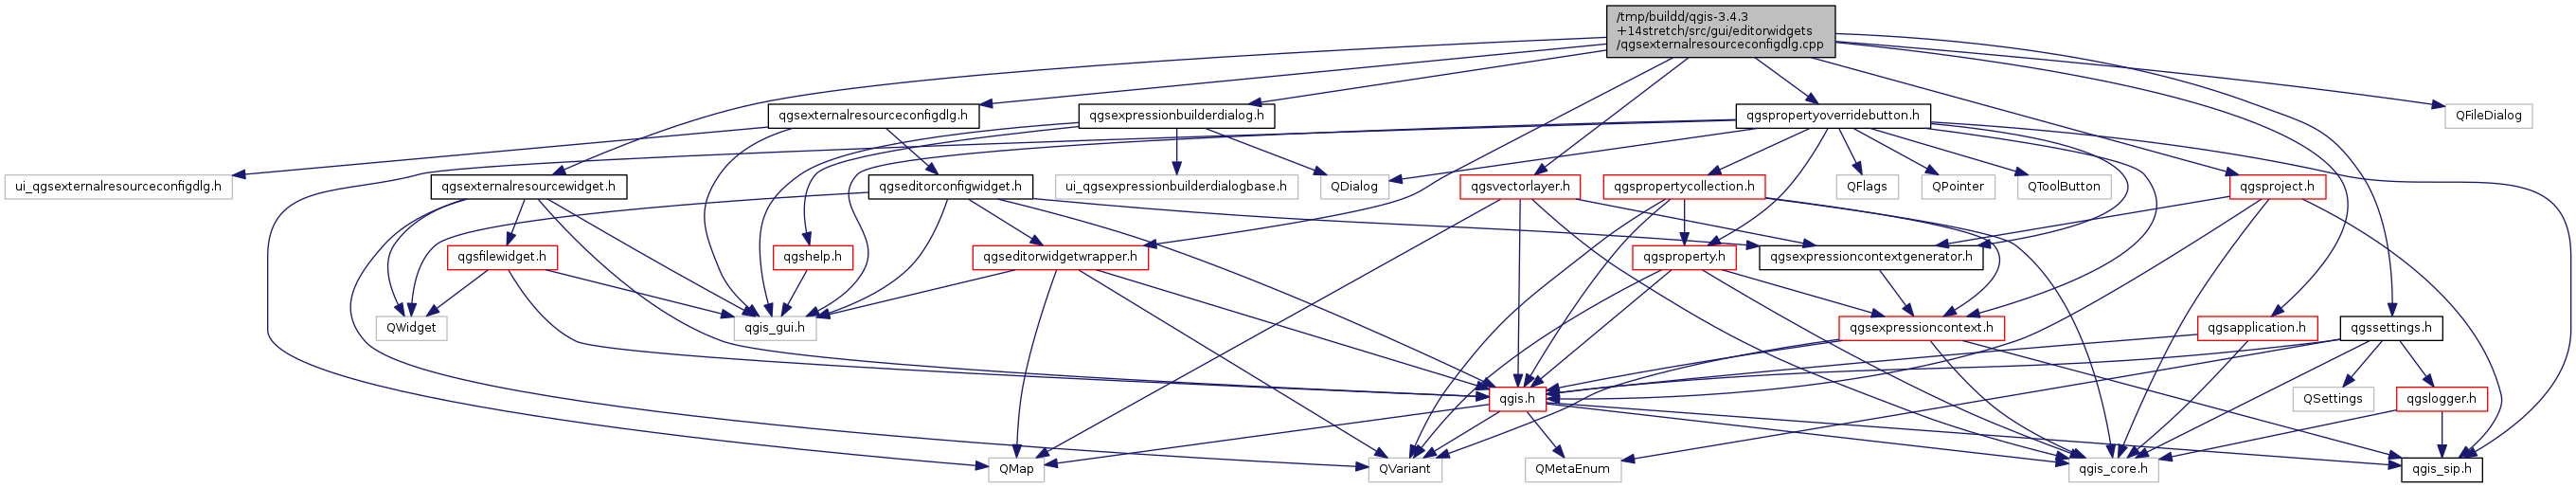 /tmp/buildd/qgis-3.4.3
+14stretch/src/gui/editorwidgets
/qgsexternalresourceconfigdlg.cpp
qgsexternalresourceconfigdlg.h
qgsexpressionbuilderdialog.h
qgspropertyoverridebutton.h
QFileDialog
ui_qgsexternalresourceconfigdlg.h
qgsexternalresourcewidget.h
qgseditorconfigwidget.h
ui_qgsexpressionbuilderdialogbase.h
QDialog
qgsvectorlayer.h
qgspropertycollection.h
QFlags
QPointer
QToolButton
qgsproject.h
qgsfilewidget.h
qgshelp.h
qgseditorwidgetwrapper.h
qgsproperty.h
qgsexpressioncontextgenerator.h
QWidget
qgis_gui.h
qgsexpressioncontext.h
qgsapplication.h
qgssettings.h
qgis.h
QSettings
qgslogger.h
QMap
QVariant
QMetaEnum
qgis_core.h
qgis_sip.h